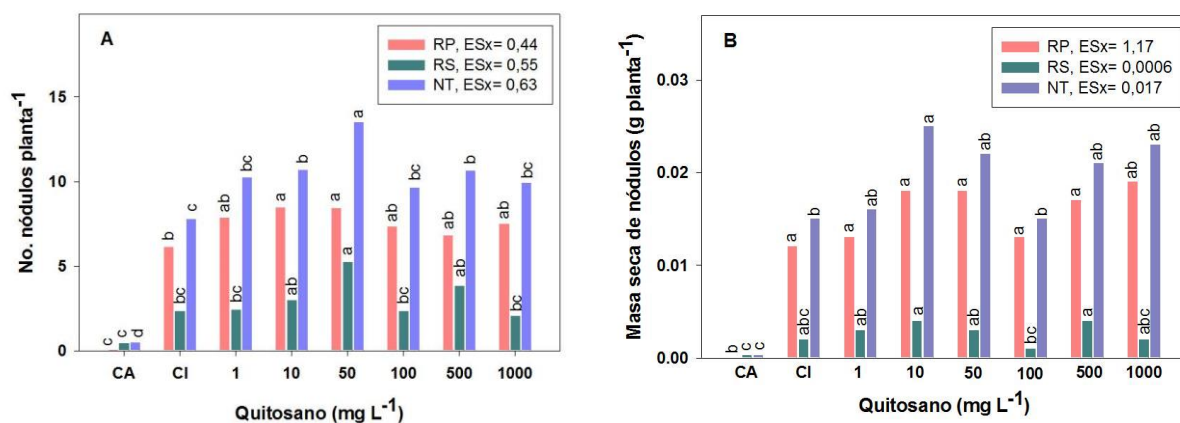 A
RP, ESx= 0,44
RS, ESx= 0,55
NT, ESx= 0,63
No. nódulos planta-1
15
10
5
0
c c d
b bc c
ab bc bc
a ab b
a a a
ab bc bc
ab ab b
ab bc bc
CA CI 1 10 50 100 500 1000
Quitosano (mg L-1)
B
RP, ESx= 1,17
RS, ESx= 0,0006
NT, ESx= 0,017
Masa seca de nódulos (g planta-1)
0.03
0.02
0.01
0.00
b c c
a abc b
a ab ab
a a a
a ab ab
a bc b
a a ab
a abc ab
CA CI 1 10 50 100 500 1000
Quitosano (mg L-1)